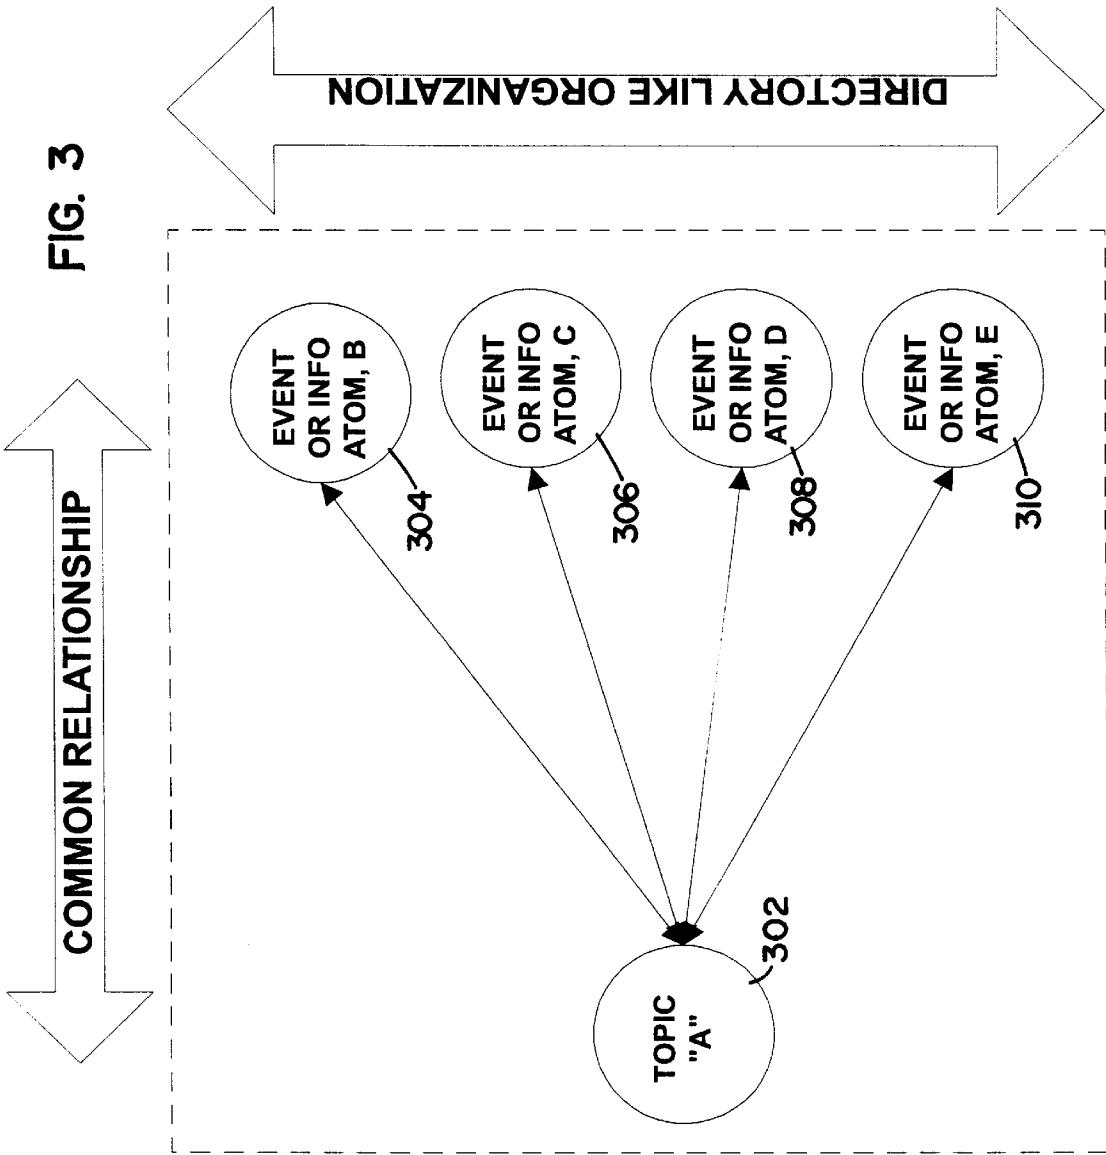 FIG. 3
COMMON RELATIONSHIP
DIRECTORY LIKE ORGANIZATION
TOPIC
"A"
302
EVENT
OR INFO
ATOM, B
304
EVENT
OR INFO
ATOM, C
306
EVENT
OR INFO
ATOM, D
308
EVENT
OR INFO
ATOM, E
310